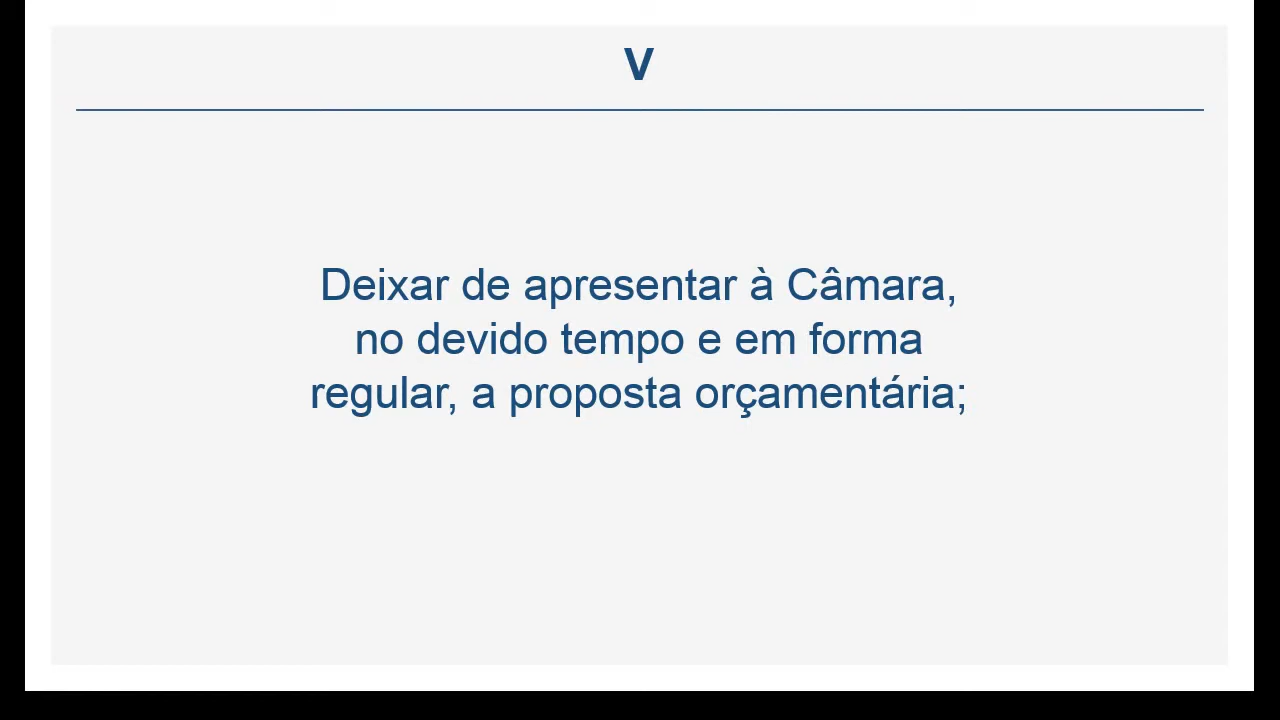 V
Deixar de apresentar à Câmara,
no devido tempo e em forma
regular, a proposta orçamentária;